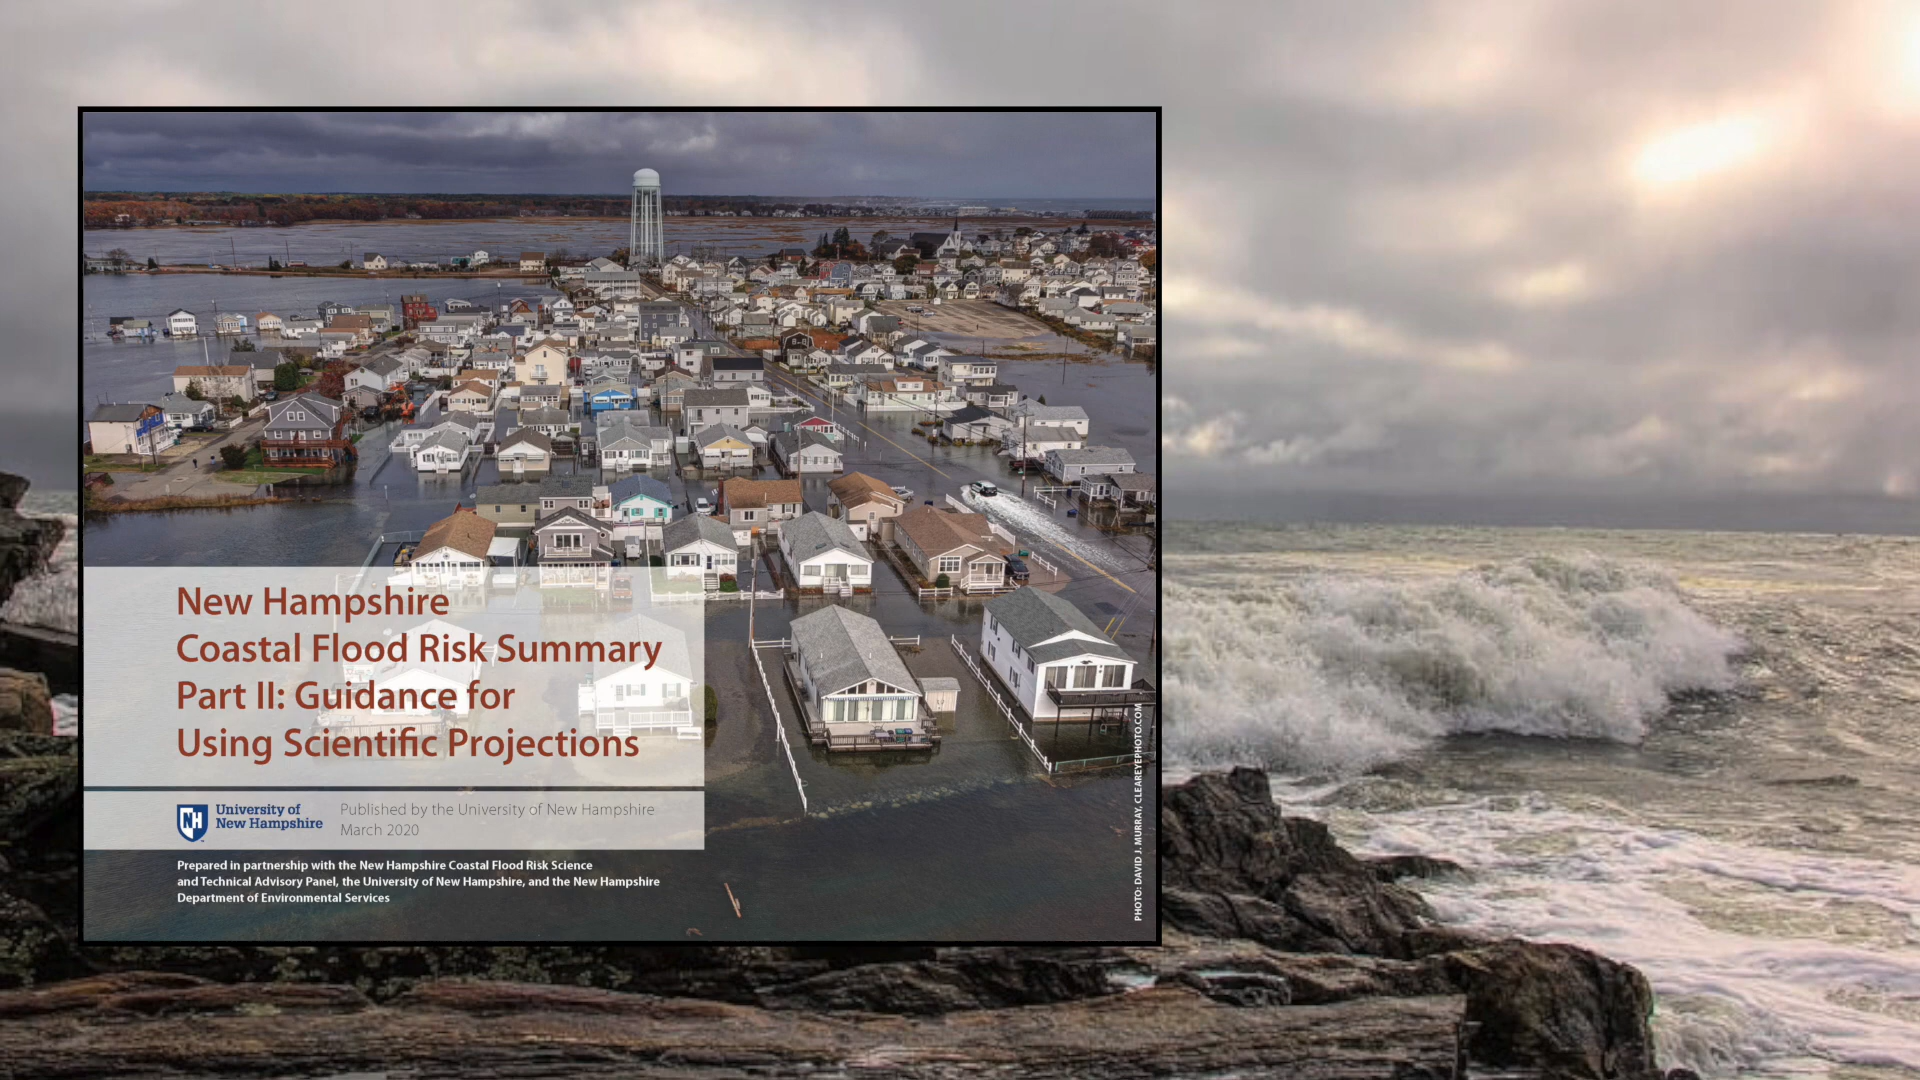 New Hampshire
Coastal Flood Risk Summary
Part II: Guidance for
Using Scientific Projections
NH
University of
New Hampshire
Published by the University of New Hampshire
March 2020
Prepared in partnership with the New Hampshire Coastal Flood Risk Science
and Technical Advisory Panel, the University of New Hampshire, and the New Hampshire
Department of Environmental Services
PHOTO: DAVID J. MURRAY, CLEAREYEPHOTO.COM